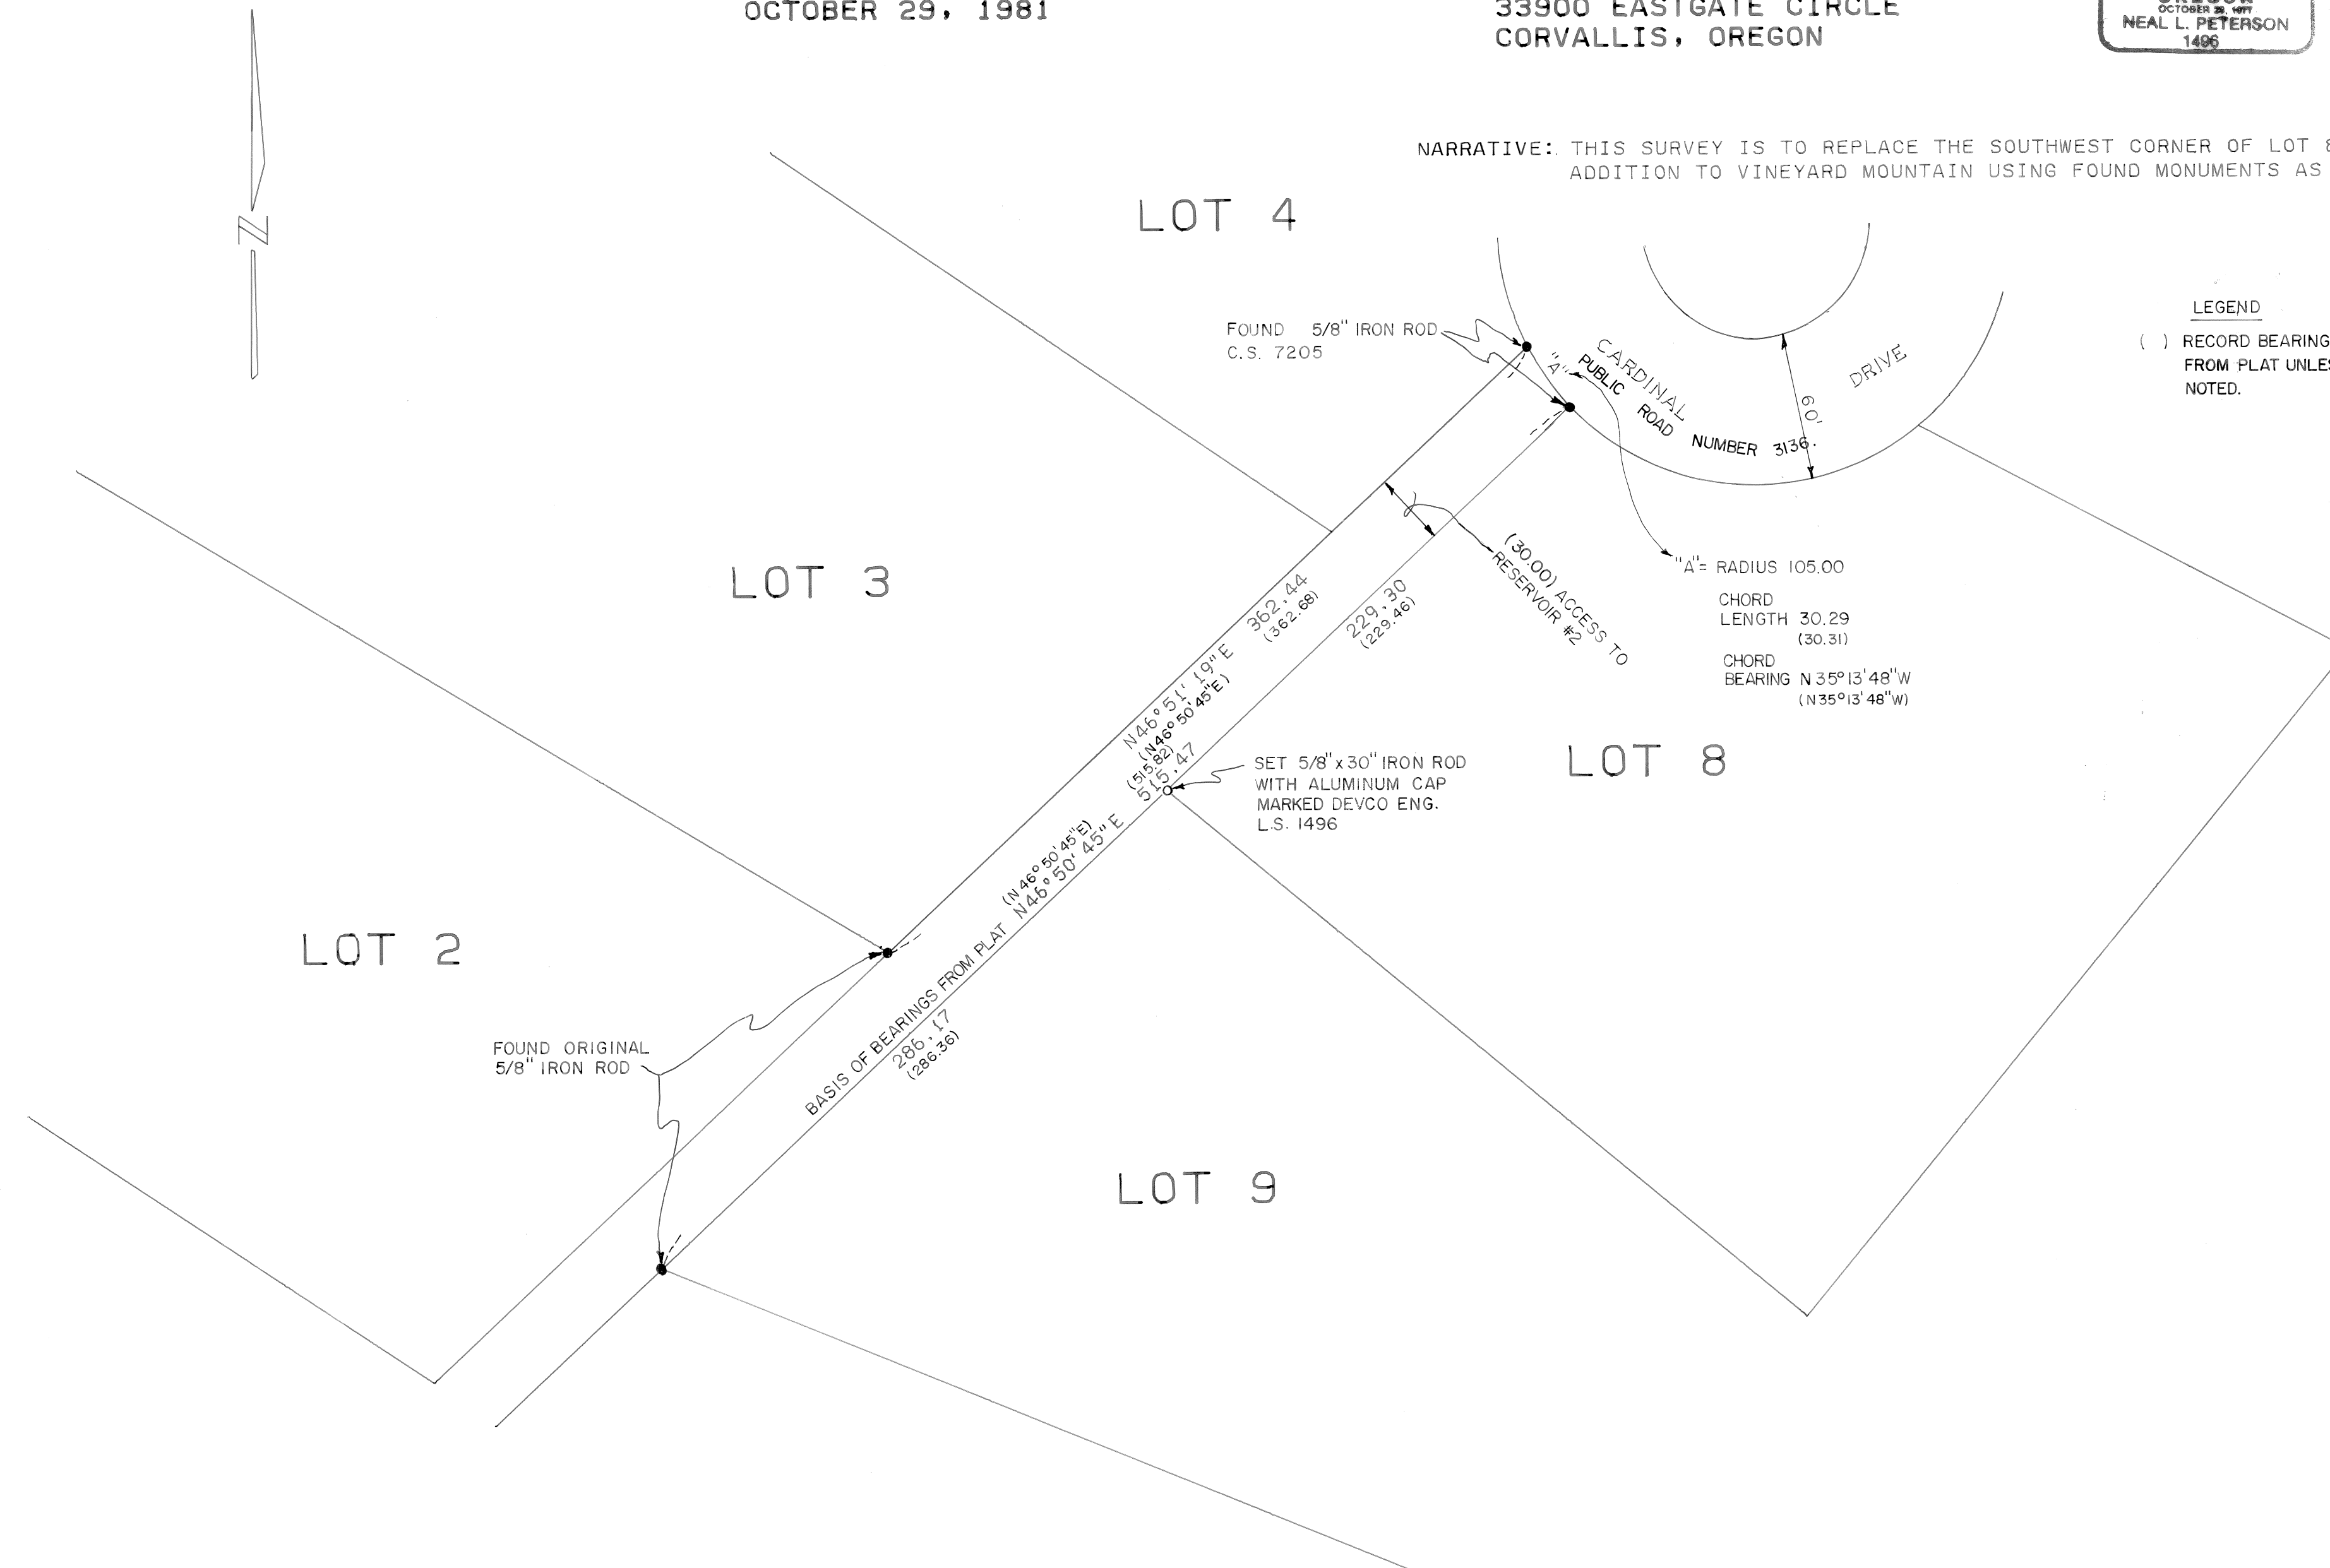 OCTOBER 29, 1981
33900 EASTGATE CIRCLE
CORVALLIS, OREGON
OREGON
OCTOBER 28, 1977
NEAL L. PETERSON
1496
N
NARRATIVE: THIS SURVEY IS TO REPLACE THE SOUTHWEST CORNER OF LOT 8
ADDITION TO VINEYARD MOUNTAIN USING FOUND MONUMENTS AS
LOT 4
LEGEND
( ) RECORD BEARING
FROM PLAT UNLES
NOTED.
FOUND 5/8" IRON ROD
C.S. 7205
"A"
CARDINAL DRIVE
PUBLIC ROAD NUMBER 3136.
60'
(30.00) ACCESS TO
RESERVOIR #2
"A"= RADIUS 105.00
CHORD
LENGTH 30.29
(30.31)
CHORD
BEARING N35°13'48"W
(N35°13'48"W)
LOT 3
N46°51'19"E 362.44
(362.68)
(N46°50'45"E)
229.30
(229.46)
(515.82)
515.47
LOT 8
SET 5/8"x30" IRON ROD
WITH ALUMINUM CAP
MARKED DEVCO ENG.
L.S. 1496
(N46°50'45"E)
BASIS OF BEARINGS FROM PLAT N46°50'45"E
286.17
(286.36)
LOT 2
FOUND ORIGINAL
5/8" IRON ROD
LOT 9